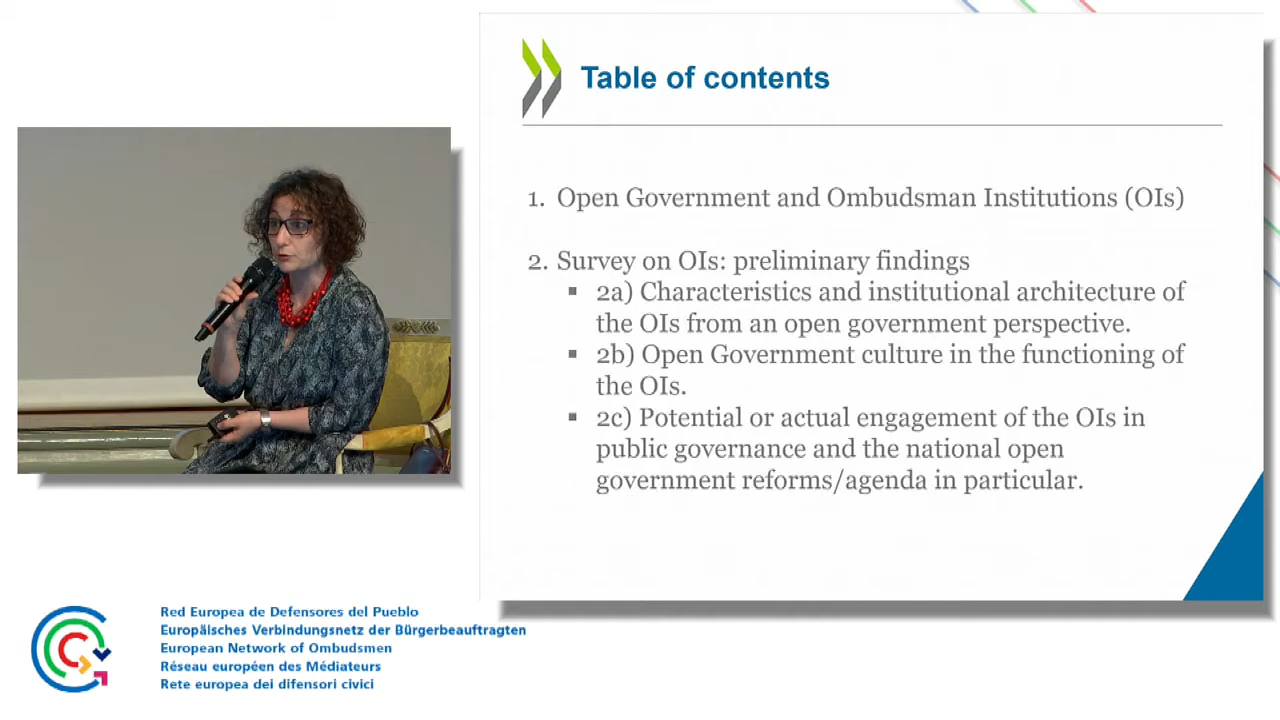 Table of contents
1. Open Government and Ombudsman Institutions (OIs)
2. Survey on OIs: preliminary findings
▪ 2a) Characteristics and institutional architecture of
the OIs from an open government perspective.
▪ 2b) Open Government culture in the functioning of
the OIs.
▪ 2c) Potential or actual engagement of the OIs in
public governance and the national open
government reforms/agenda in particular.
Red Europea de Defensores del Pueblo
Europäisches Verbindungsnetz der Bürgerbeauftragten
European Network of Ombudsmen
Réseau européen des Médiateurs
Rete europea dei difensori civici